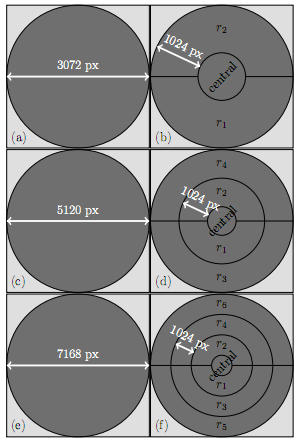 3072 px
(a)
r2
1024 px
central
r1
(b)
5120 px
(c)
r4
r2
1024 px
central
r1
r3
(d)
7168 px
(e)
r6
r4
r2
1024 px
central
r1
r3
r5
(f)